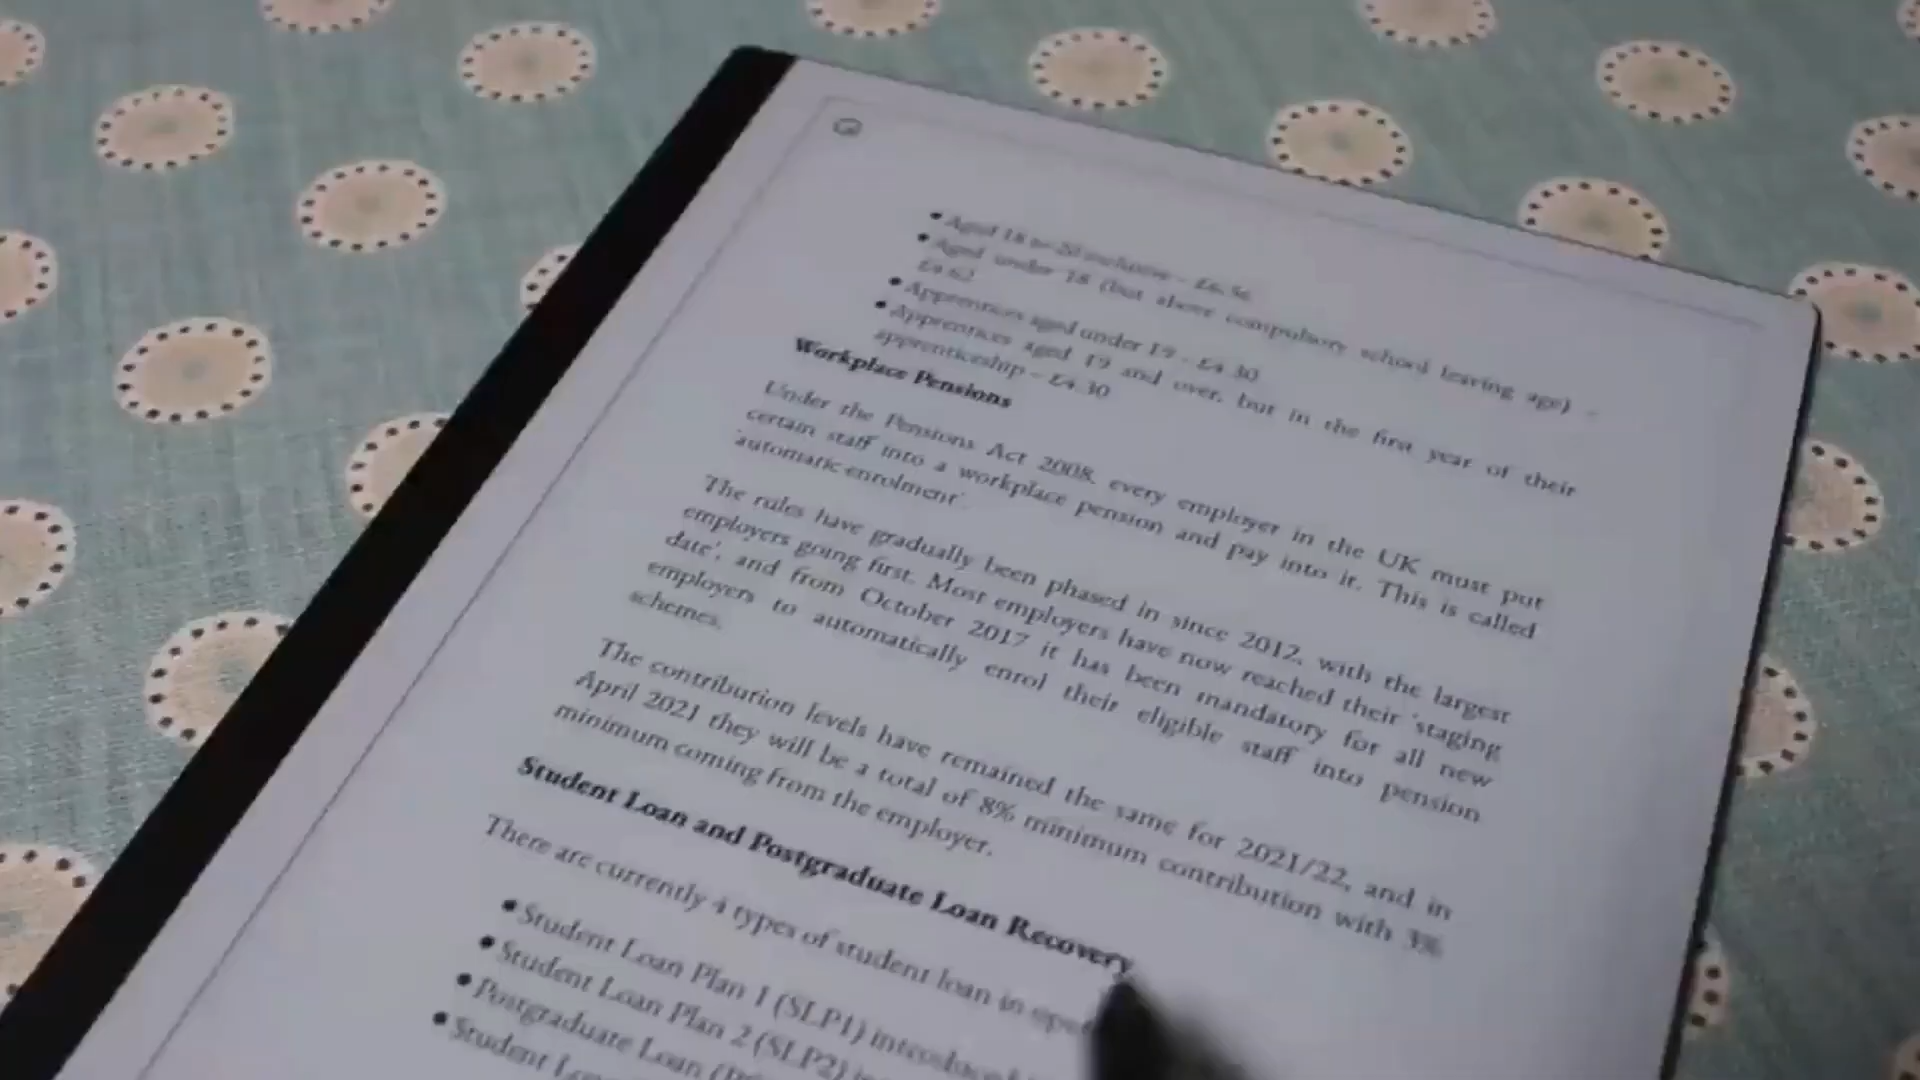 • Aged 18 to 20 inclusive – £6.56
• Aged under 18 (but above compulsory school leaving age) –
£4.62
• Apprentices aged under 19 – £4.30
• Apprentices aged 19 and over, but in the first year of their
apprenticeship – £4.30
Workplace Pensions
Under the Pensions Act 2008, every employer in the UK must put
certain staff into a workplace pension and pay into it. This is called
'automatic enrolment'.
The rules have gradually been phased in since 2012, with the largest
employers going first. Most employers have now reached their 'staging
date', and from October 2017 it has been mandatory for all new
employers to automatically enrol their eligible staff into pension
schemes.
The contribution levels have remained the same for 2021/22, and in
April 2021 they will be a total of 8% minimum contribution with 3%
minimum coming from the employer.
Student Loan and Postgraduate Loan Recovery
There are currently 4 types of student loan in
• Student Loan Plan 1 (SLP1) introduced
• Student Loan Plan 2 (SLP2)
• Postgraduate Loan
• Student